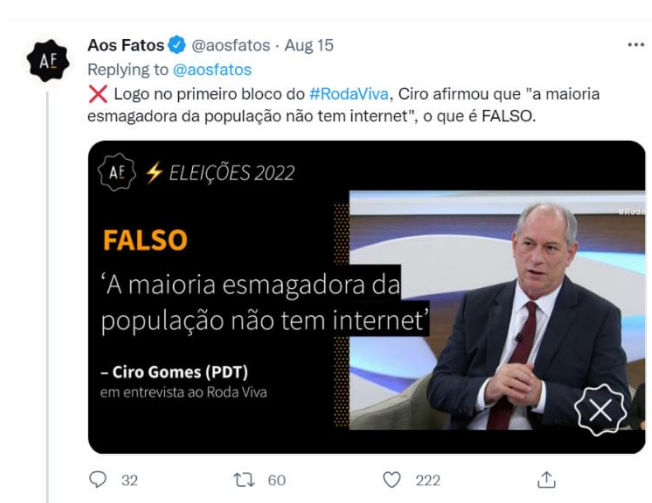 Aos Fatos @aosfatos · Aug 15
Replying to @aosfatos
❌ Logo no primeiro bloco do #RodaViva, Ciro afirmou que "a maioria
esmagadora da população não tem internet", o que é FALSO.
AF
AF ⚡ ELEIÇÕES 2022
FALSO
‘A maioria esmagadora da
população não tem internet’
– Ciro Gomes (PDT)
em entrevista ao Roda Viva
32 60 222